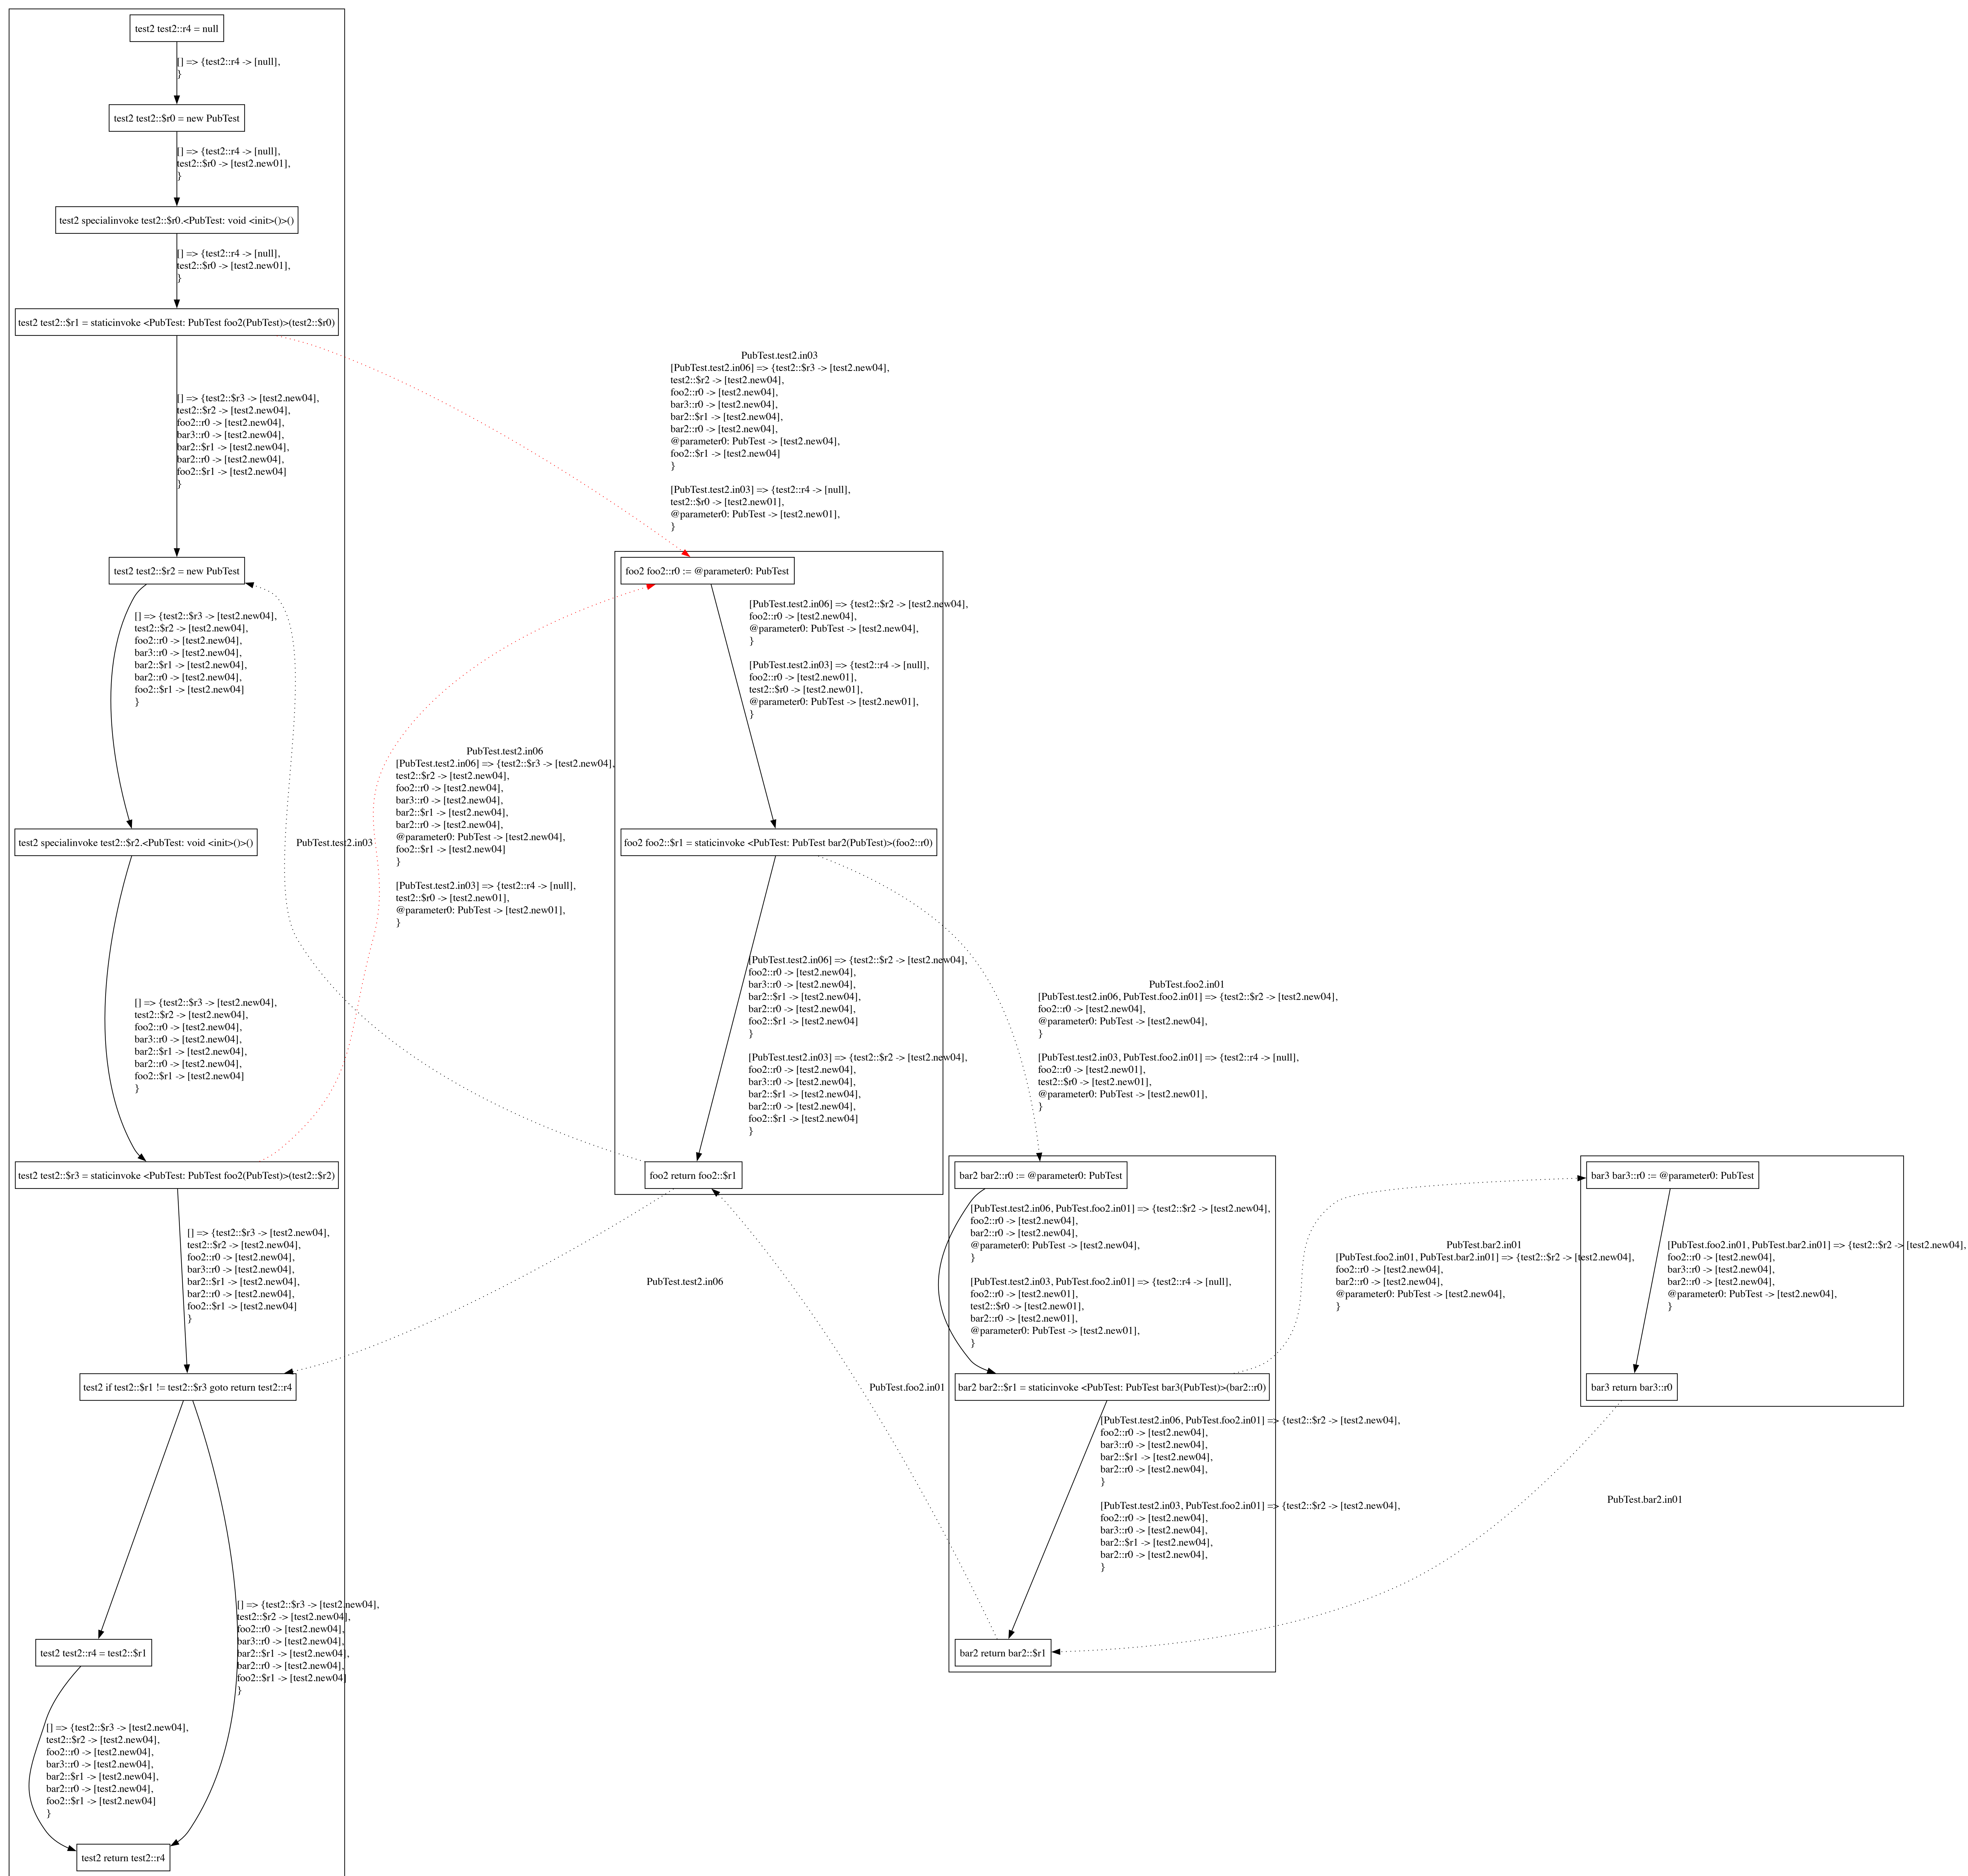 test2 test2::r4 = null
[] => {test2::r4 -> [null],
}
test2 test2::$r0 = new PubTest
[] => {test2::r4 -> [null],
test2::$r0 -> [test2.new01],
}
test2 specialinvoke test2::$r0.<PubTest: void <init>()>()
[] => {test2::r4 -> [null],
test2::$r0 -> [test2.new01],
}
test2 test2::$r1 = staticinvoke <PubTest: PubTest foo2(PubTest)>(test2::$r0)
[] => {test2::$r3 -> [test2.new04],
test2::$r2 -> [test2.new04],
foo2::r0 -> [test2.new04],
bar3::r0 -> [test2.new04],
bar2::$r1 -> [test2.new04],
bar2::r0 -> [test2.new04],
foo2::$r1 -> [test2.new04]
}
test2 test2::$r2 = new PubTest
[] => {test2::$r3 -> [test2.new04],
test2::$r2 -> [test2.new04],
foo2::r0 -> [test2.new04],
bar3::r0 -> [test2.new04],
bar2::$r1 -> [test2.new04],
bar2::r0 -> [test2.new04],
foo2::$r1 -> [test2.new04]
}
test2 specialinvoke test2::$r2.<PubTest: void <init>()>()
[] => {test2::$r3 -> [test2.new04],
test2::$r2 -> [test2.new04],
foo2::r0 -> [test2.new04],
bar3::r0 -> [test2.new04],
bar2::$r1 -> [test2.new04],
bar2::r0 -> [test2.new04],
foo2::$r1 -> [test2.new04]
}
test2 test2::$r3 = staticinvoke <PubTest: PubTest foo2(PubTest)>(test2::$r2)
[] => {test2::$r3 -> [test2.new04],
test2::$r2 -> [test2.new04],
foo2::r0 -> [test2.new04],
bar3::r0 -> [test2.new04],
bar2::$r1 -> [test2.new04],
bar2::r0 -> [test2.new04],
foo2::$r1 -> [test2.new04]
}
test2 if test2::$r1 != test2::$r3 goto return test2::r4
[] => {test2::$r3 -> [test2.new04],
test2::$r2 -> [test2.new04],
foo2::r0 -> [test2.new04],
bar3::r0 -> [test2.new04],
bar2::$r1 -> [test2.new04],
bar2::r0 -> [test2.new04],
foo2::$r1 -> [test2.new04]
}
test2 test2::r4 = test2::$r1
[] => {test2::$r3 -> [test2.new04],
test2::$r2 -> [test2.new04],
foo2::r0 -> [test2.new04],
bar3::r0 -> [test2.new04],
bar2::$r1 -> [test2.new04],
bar2::r0 -> [test2.new04],
foo2::$r1 -> [test2.new04]
}
test2 return test2::r4
PubTest.test2.in03
PubTest.test2.in06
[PubTest.test2.in06] => {test2::$r3 -> [test2.new04],
test2::$r2 -> [test2.new04],
foo2::r0 -> [test2.new04],
bar3::r0 -> [test2.new04],
bar2::$r1 -> [test2.new04],
bar2::r0 -> [test2.new04],
@parameter0: PubTest -> [test2.new04],
foo2::$r1 -> [test2.new04]
}
[PubTest.test2.in03] => {test2::r4 -> [null],
test2::$r0 -> [test2.new01],
@parameter0: PubTest -> [test2.new01],
}
PubTest.test2.in03
[PubTest.test2.in06] => {test2::$r3 -> [test2.new04],
test2::$r2 -> [test2.new04],
foo2::r0 -> [test2.new04],
bar3::r0 -> [test2.new04],
bar2::$r1 -> [test2.new04],
bar2::r0 -> [test2.new04],
@parameter0: PubTest -> [test2.new04],
foo2::$r1 -> [test2.new04]
}
[PubTest.test2.in03] => {test2::r4 -> [null],
test2::$r0 -> [test2.new01],
@parameter0: PubTest -> [test2.new01],
}
foo2 foo2::r0 := @parameter0: PubTest
[PubTest.test2.in06] => {test2::$r2 -> [test2.new04],
foo2::r0 -> [test2.new04],
@parameter0: PubTest -> [test2.new04],
}
[PubTest.test2.in03] => {test2::r4 -> [null],
foo2::r0 -> [test2.new01],
test2::$r0 -> [test2.new01],
@parameter0: PubTest -> [test2.new01],
}
foo2 foo2::$r1 = staticinvoke <PubTest: PubTest bar2(PubTest)>(foo2::r0)
[PubTest.test2.in06] => {test2::$r2 -> [test2.new04],
foo2::r0 -> [test2.new04],
bar3::r0 -> [test2.new04],
bar2::$r1 -> [test2.new04],
bar2::r0 -> [test2.new04],
foo2::$r1 -> [test2.new04]
}
[PubTest.test2.in03] => {test2::$r2 -> [test2.new04],
foo2::r0 -> [test2.new04],
bar3::r0 -> [test2.new04],
bar2::$r1 -> [test2.new04],
bar2::r0 -> [test2.new04],
foo2::$r1 -> [test2.new04]
}
foo2 return foo2::$r1
PubTest.test2.in06
PubTest.foo2.in01
[PubTest.test2.in06, PubTest.foo2.in01] => {test2::$r2 -> [test2.new04],
foo2::r0 -> [test2.new04],
@parameter0: PubTest -> [test2.new04],
}
[PubTest.test2.in03, PubTest.foo2.in01] => {test2::r4 -> [null],
foo2::r0 -> [test2.new01],
test2::$r0 -> [test2.new01],
@parameter0: PubTest -> [test2.new01],
}
bar2 bar2::r0 := @parameter0: PubTest
[PubTest.test2.in06, PubTest.foo2.in01] => {test2::$r2 -> [test2.new04],
foo2::r0 -> [test2.new04],
bar2::r0 -> [test2.new04],
@parameter0: PubTest -> [test2.new04],
}
[PubTest.test2.in03, PubTest.foo2.in01] => {test2::r4 -> [null],
foo2::r0 -> [test2.new01],
test2::$r0 -> [test2.new01],
bar2::r0 -> [test2.new01],
@parameter0: PubTest -> [test2.new01],
}
bar2 bar2::$r1 = staticinvoke <PubTest: PubTest bar3(PubTest)>(bar2::r0)
PubTest.foo2.in01
[PubTest.test2.in06, PubTest.foo2.in01] => {test2::$r2 -> [test2.new04],
foo2::r0 -> [test2.new04],
bar3::r0 -> [test2.new04],
bar2::$r1 -> [test2.new04],
bar2::r0 -> [test2.new04],
}
[PubTest.test2.in03, PubTest.foo2.in01] => {test2::$r2 -> [test2.new04],
foo2::r0 -> [test2.new04],
bar3::r0 -> [test2.new04],
bar2::$r1 -> [test2.new04],
bar2::r0 -> [test2.new04],
}
bar2 return bar2::$r1
PubTest.bar2.in01
[PubTest.foo2.in01, PubTest.bar2.in01] => {test2::$r2 -> [test2.new04],
foo2::r0 -> [test2.new04],
bar2::r0 -> [test2.new04],
@parameter0: PubTest -> [test2.new04],
}
bar3 bar3::r0 := @parameter0: PubTest
[PubTest.foo2.in01, PubTest.bar2.in01] => {test2::$r2 -> [test2.new04],
foo2::r0 -> [test2.new04],
bar3::r0 -> [test2.new04],
bar2::r0 -> [test2.new04],
@parameter0: PubTest -> [test2.new04],
}
bar3 return bar3::r0
PubTest.bar2.in01